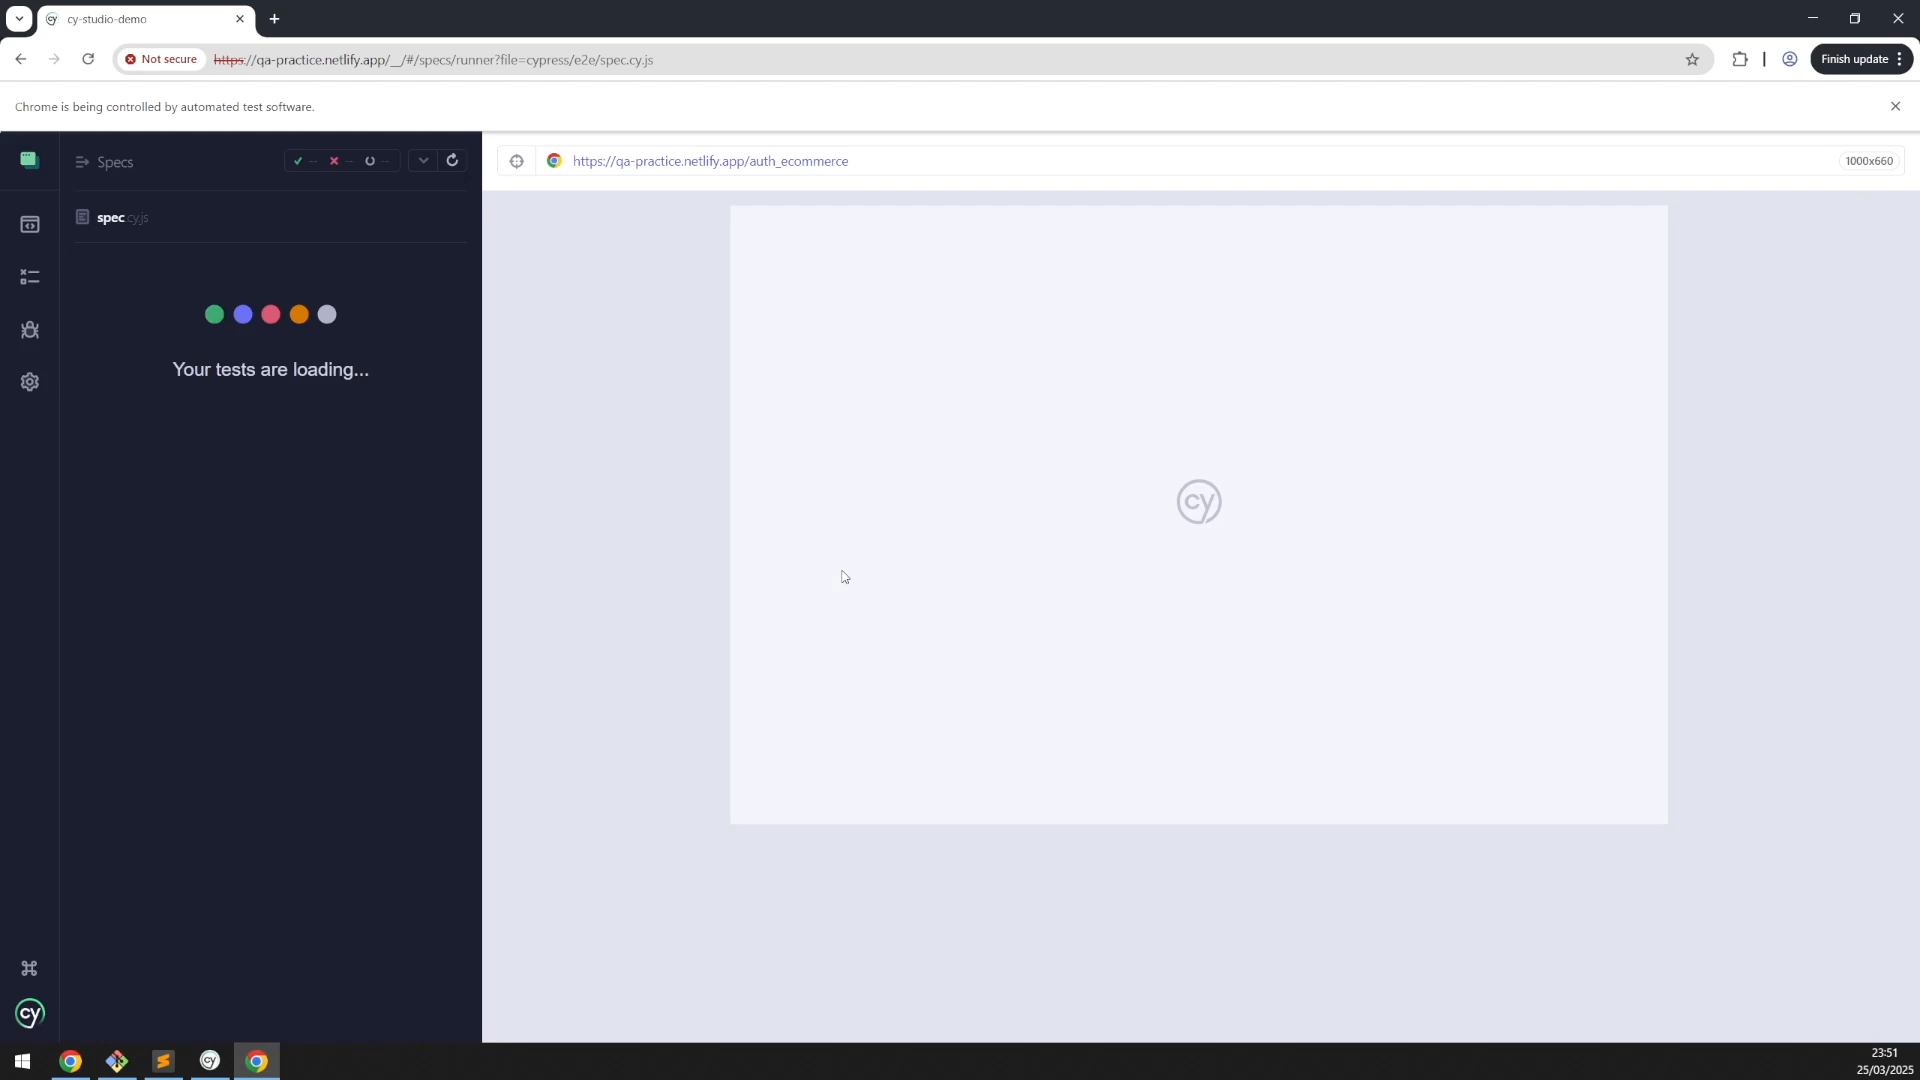 cy-studio-demo
Not secure
https://qa-practice.netlify.app/__/#/specs/runner?file=cypress/e2e/spec.cy.js
Finish update
Chrome is being controlled by automated test software.
Specs
-- -- --
https://qa-practice.netlify.app/auth_ecommerce
1000x660
spec.cy.js
Your tests are loading...
cy
cy
cy
23:51
25/03/2025